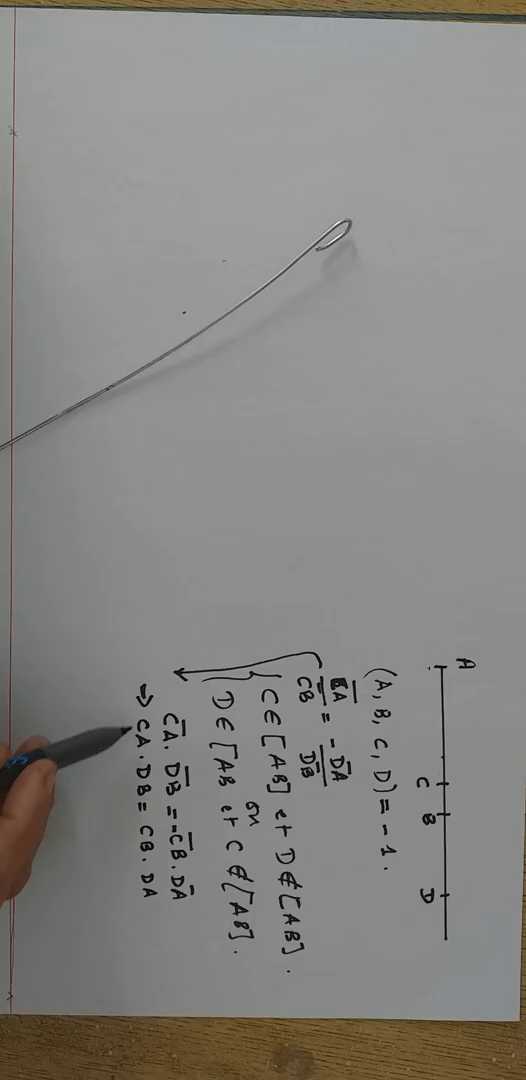 A C B D
(A, B, C, D) = - 1 .
C̅A̅/C̅B̅ = - D̅A̅/D̅B̅
C ∈ [AB] et D ∉ [AB] .
ou
D ∈ [AB et C ∉ [AB] .
C̅A̅ . D̅B̅ = - C̅B̅ . D̅A̅
⇒ CA . DB = CB . DA